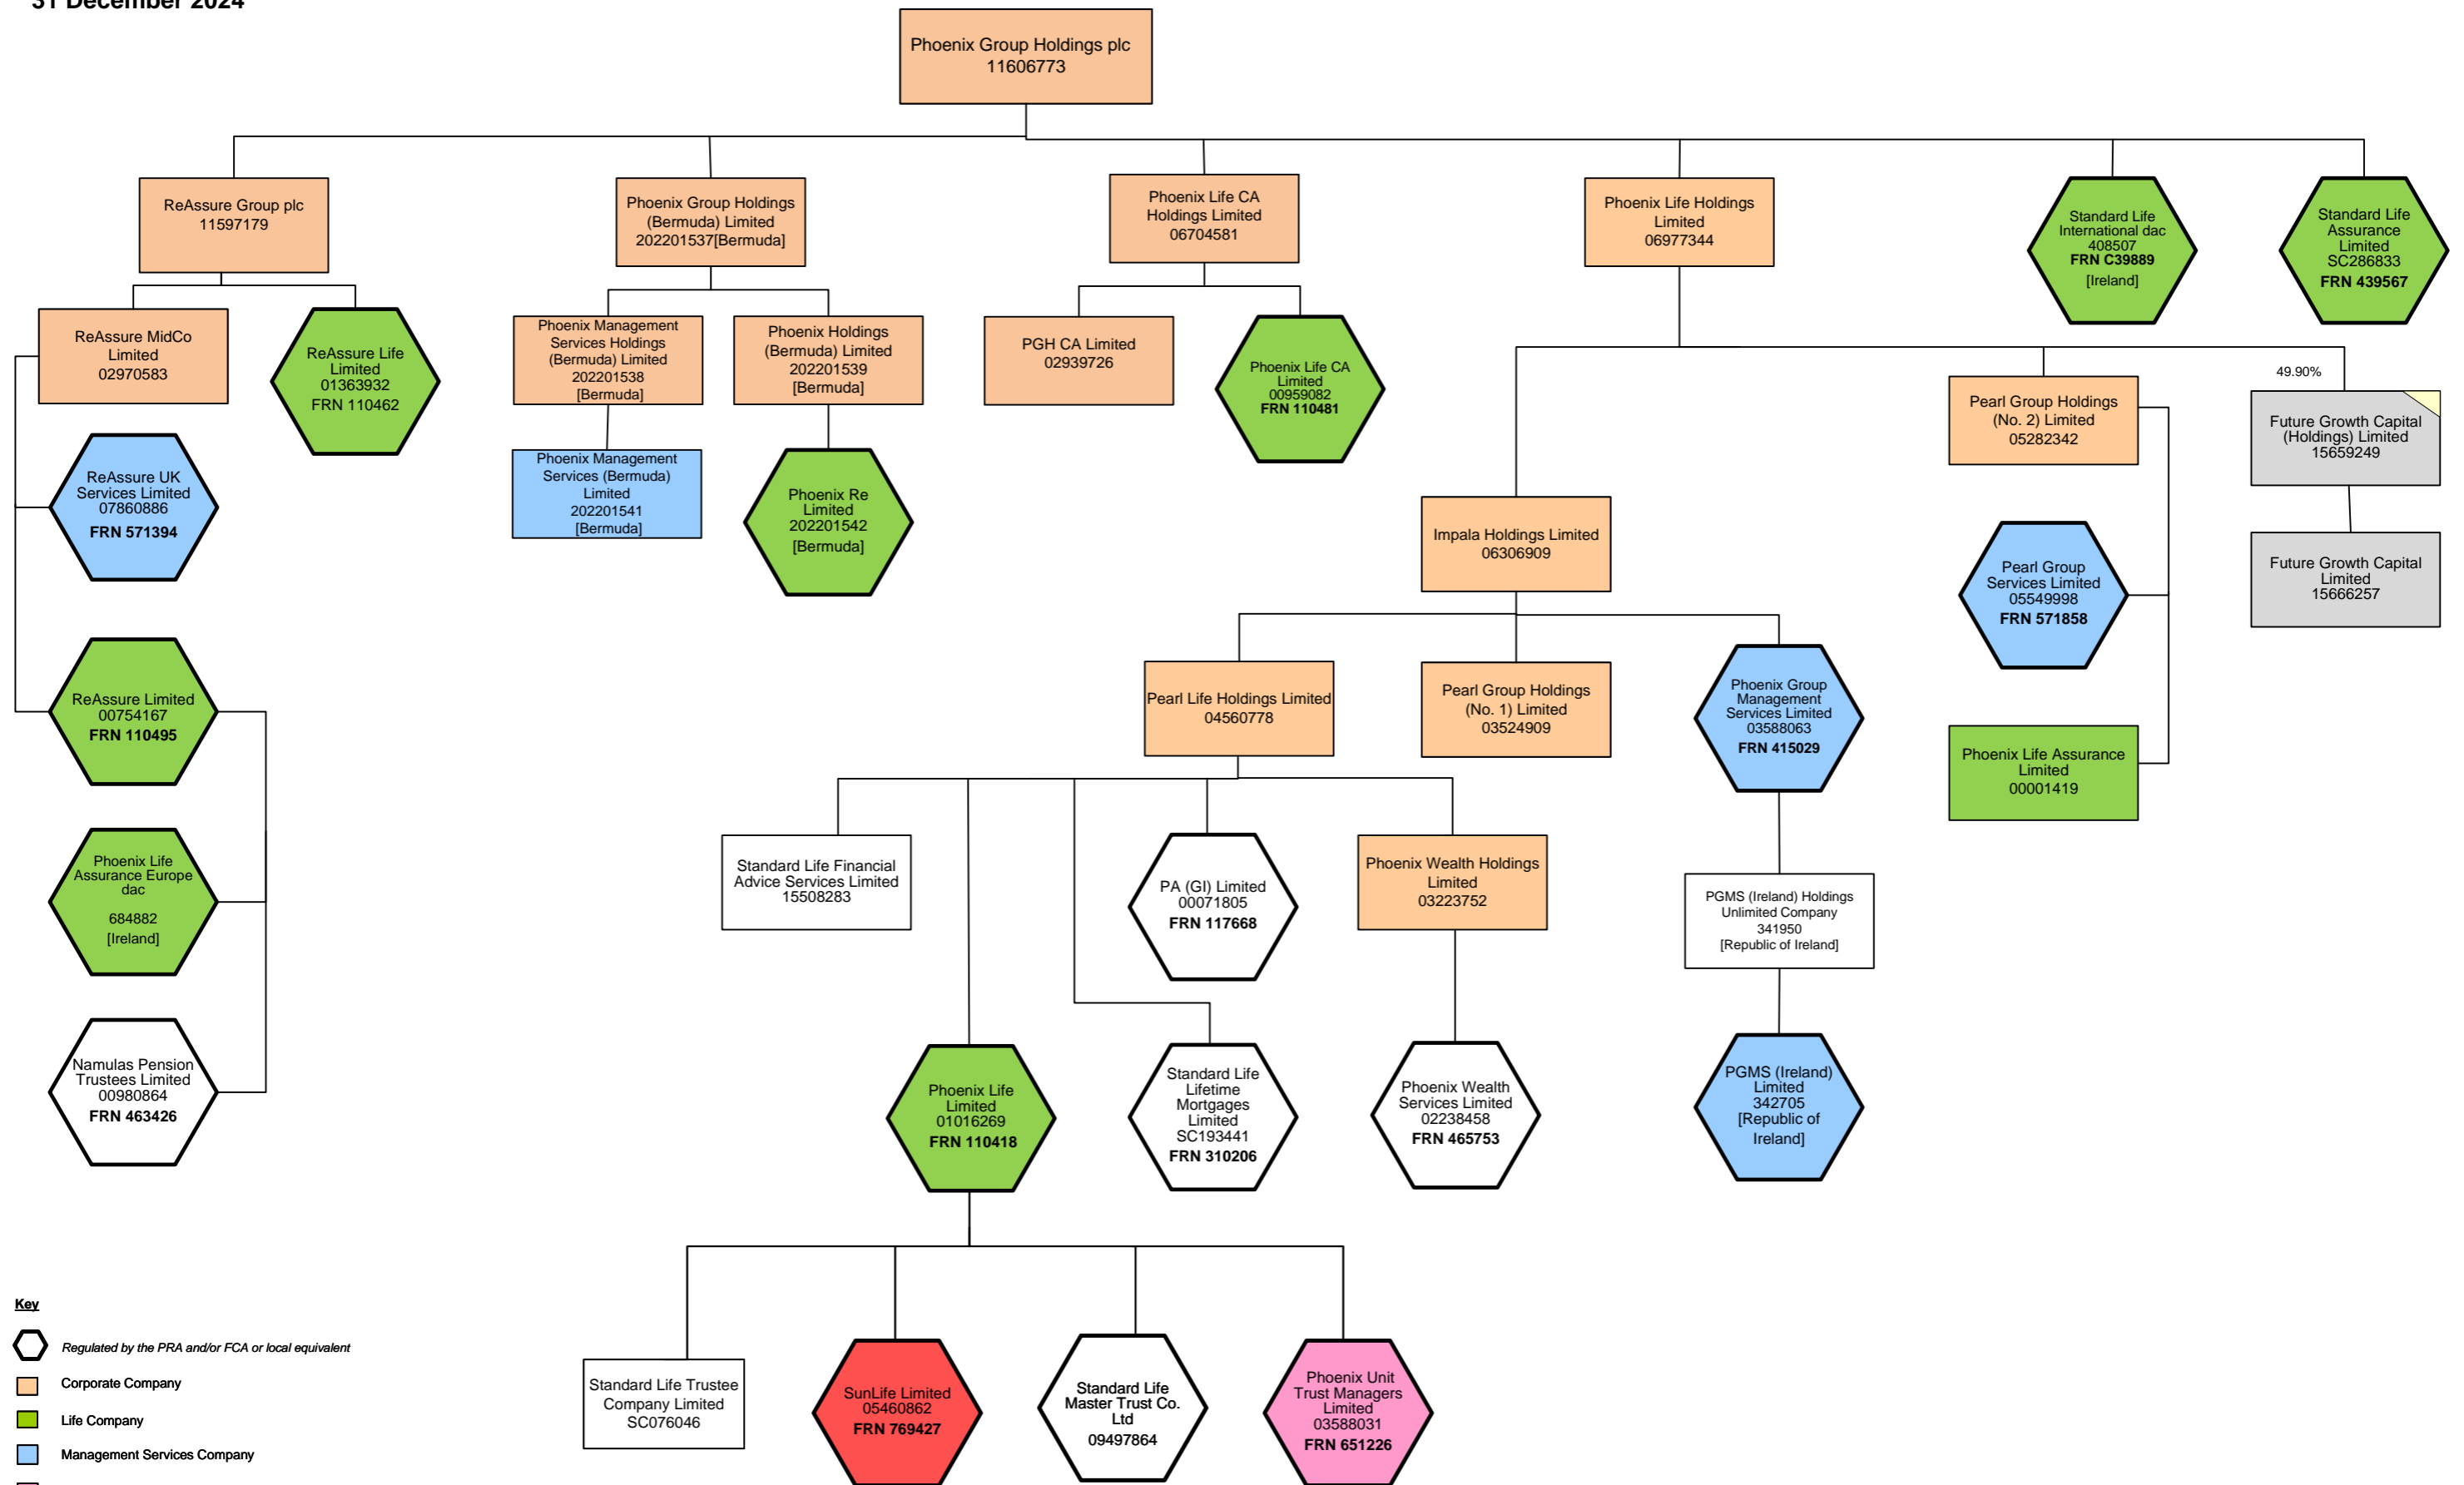 31 December 2024
Phoenix Group Holdings plc
11606773
ReAssure Group plc
11597179
Phoenix Group Holdings
(Bermuda) Limited
202201537[Bermuda]
Phoenix Life CA
Holdings Limited
06704581
Phoenix Life Holdings
Limited
06977344
Standard Life
International dac
408507
FRN C39889
[Ireland]
Standard Life
Assurance
Limited
SC286833
FRN 439567
ReAssure MidCo
Limited
02970583
ReAssure Life
Limited
01363932
FRN 110462
Phoenix Management
Services Holdings
(Bermuda) Limited
202201538
[Bermuda]
Phoenix Holdings
(Bermuda) Limited
202201539
[Bermuda]
PGH CA Limited
02939726
Phoenix Life CA
Limited
00959082
FRN 110481
49.90%
Pearl Group Holdings
(No. 2) Limited
05282342
Future Growth Capital
(Holdings) Limited
15659249
ReAssure UK
Services Limited
07860886
FRN 571394
Phoenix Management
Services (Bermuda)
Limited
202201541
[Bermuda]
Phoenix Re
Limited
202201542
[Bermuda]
Impala Holdings Limited
06306909
Pearl Group
Services Limited
05549998
FRN 571858
Future Growth Capital
Limited
15666257
ReAssure Limited
00754167
FRN 110495
Pearl Life Holdings Limited
04560778
Pearl Group Holdings
(No. 1) Limited
03524909
Phoenix Group
Management
Services Limited
03588063
FRN 415029
Phoenix Life Assurance
Limited
00001419
Phoenix Life
Assurance Europe
dac
684882
[Ireland]
Standard Life Financial
Advice Services Limited
15508283
PA (GI) Limited
00071805
FRN 117668
Phoenix Wealth Holdings
Limited
03223752
PGMS (Ireland) Holdings
Unlimited Company
341950
[Republic of Ireland]
Namulas Pension
Trustees Limited
00980864
FRN 463426
Phoenix Life
Limited
01016269
FRN 110418
Standard Life
Lifetime
Mortgages
Limited
SC193441
FRN 310206
Phoenix Wealth
Services Limited
02238458
FRN 465753
PGMS (Ireland)
Limited
342705
[Republic of
Ireland]
Standard Life Trustee
Company Limited
SC076046
SunLife Limited
05460862
FRN 769427
Standard Life
Master Trust Co.
Ltd
09497864
Phoenix Unit
Trust Managers
Limited
03588031
FRN 651226
Key
Regulated by the PRA and/or FCA or local equivalent
Corporate Company
Life Company
Management Services Company